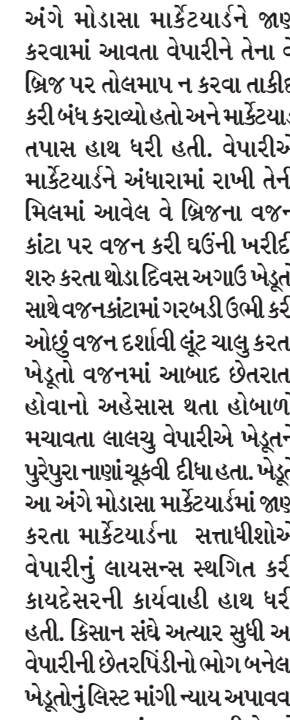 અંગે મોડાસા માર્કેટયાર્ડને જાણ
કરવામાં આવતા વેપારીને તેના વે
બ્રિજ પર તોલમાપ ન કરવા તાકીદ
કરી બંધ કરાવ્યો હતો અને માર્કેટયાર્
તપાસ હાથ ધરી હતી. વેપારીએ
માર્કેટયાર્ડને અંધારામાં રાખી તેની
મિલમાં આવેલ વે બ્રિજના વજન
કાંટા પર વજન કરી ઘઉંની ખરીદી
શરુ કરતા થોડા દિવસ અગાઉ ખેડૂતો
સાથે વજનકાંટામાં ગરબડી ઉભી કરી
ઓછું વજન દર્શાવી લૂંટ ચાલુ કરતા
ખેડૂતો વજનમાં આબાદ છેતરાતા
હોવાનો અહેસાસ થતા હોબાળો
મચાવતા લાલચુ વેપારીએ ખેડૂતને
પુરેપુરા નાણાં ચૂકવી દીધા હતા. ખેડૂતે
આ અંગે મોડાસા માર્કેટયાર્ડમાં જાણ
કરતા માર્કેટયાર્ડના સત્તાધીશોએ
વેપારીનું લાયસન્સ સ્થગિત કરી
કાયદેસરની કાર્યવાહી હાથ ધરી
હતી. કિસાન સંઘે અત્યાર સુધી આ
વેપારીની છેતરપિંડીનો ભોગ બનેલ
ખેડૂતોનું લિસ્ટ માંગી ન્યાય અપાવવ